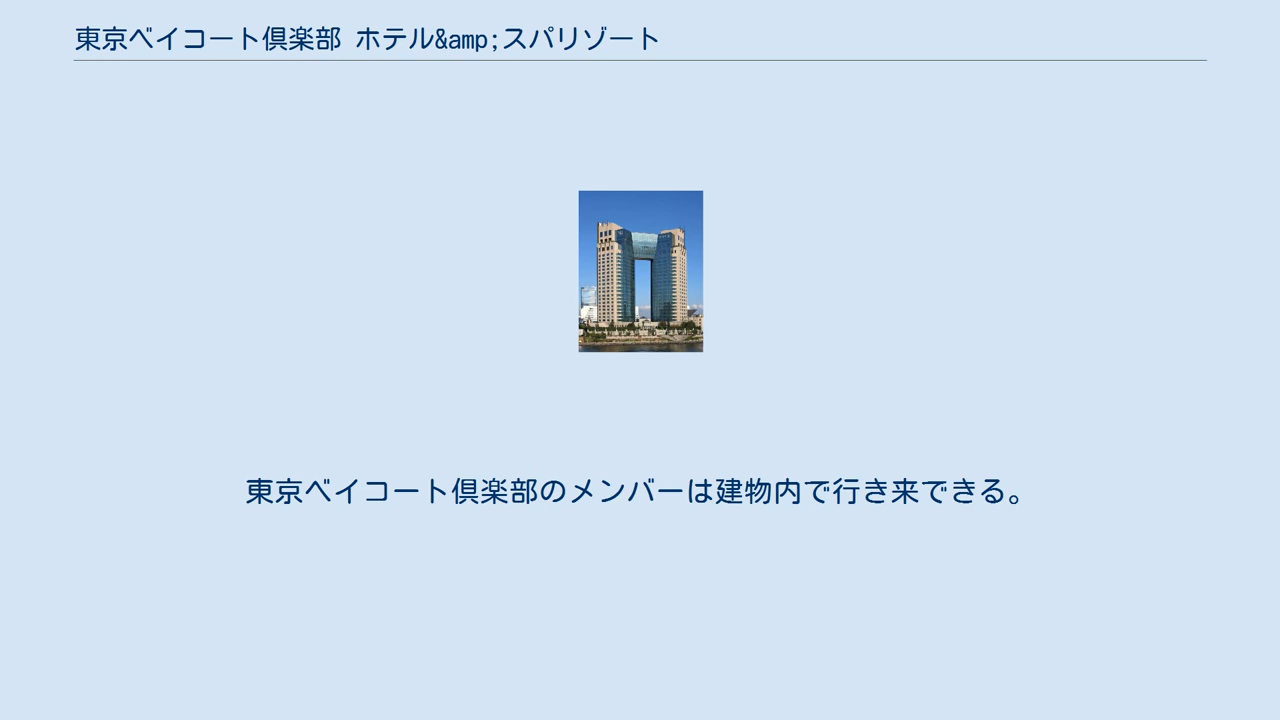 東京ベイコート倶楽部 ホテル&amp;スパリゾート
東京ベイコート倶楽部のメンバーは建物内で行き来できる。